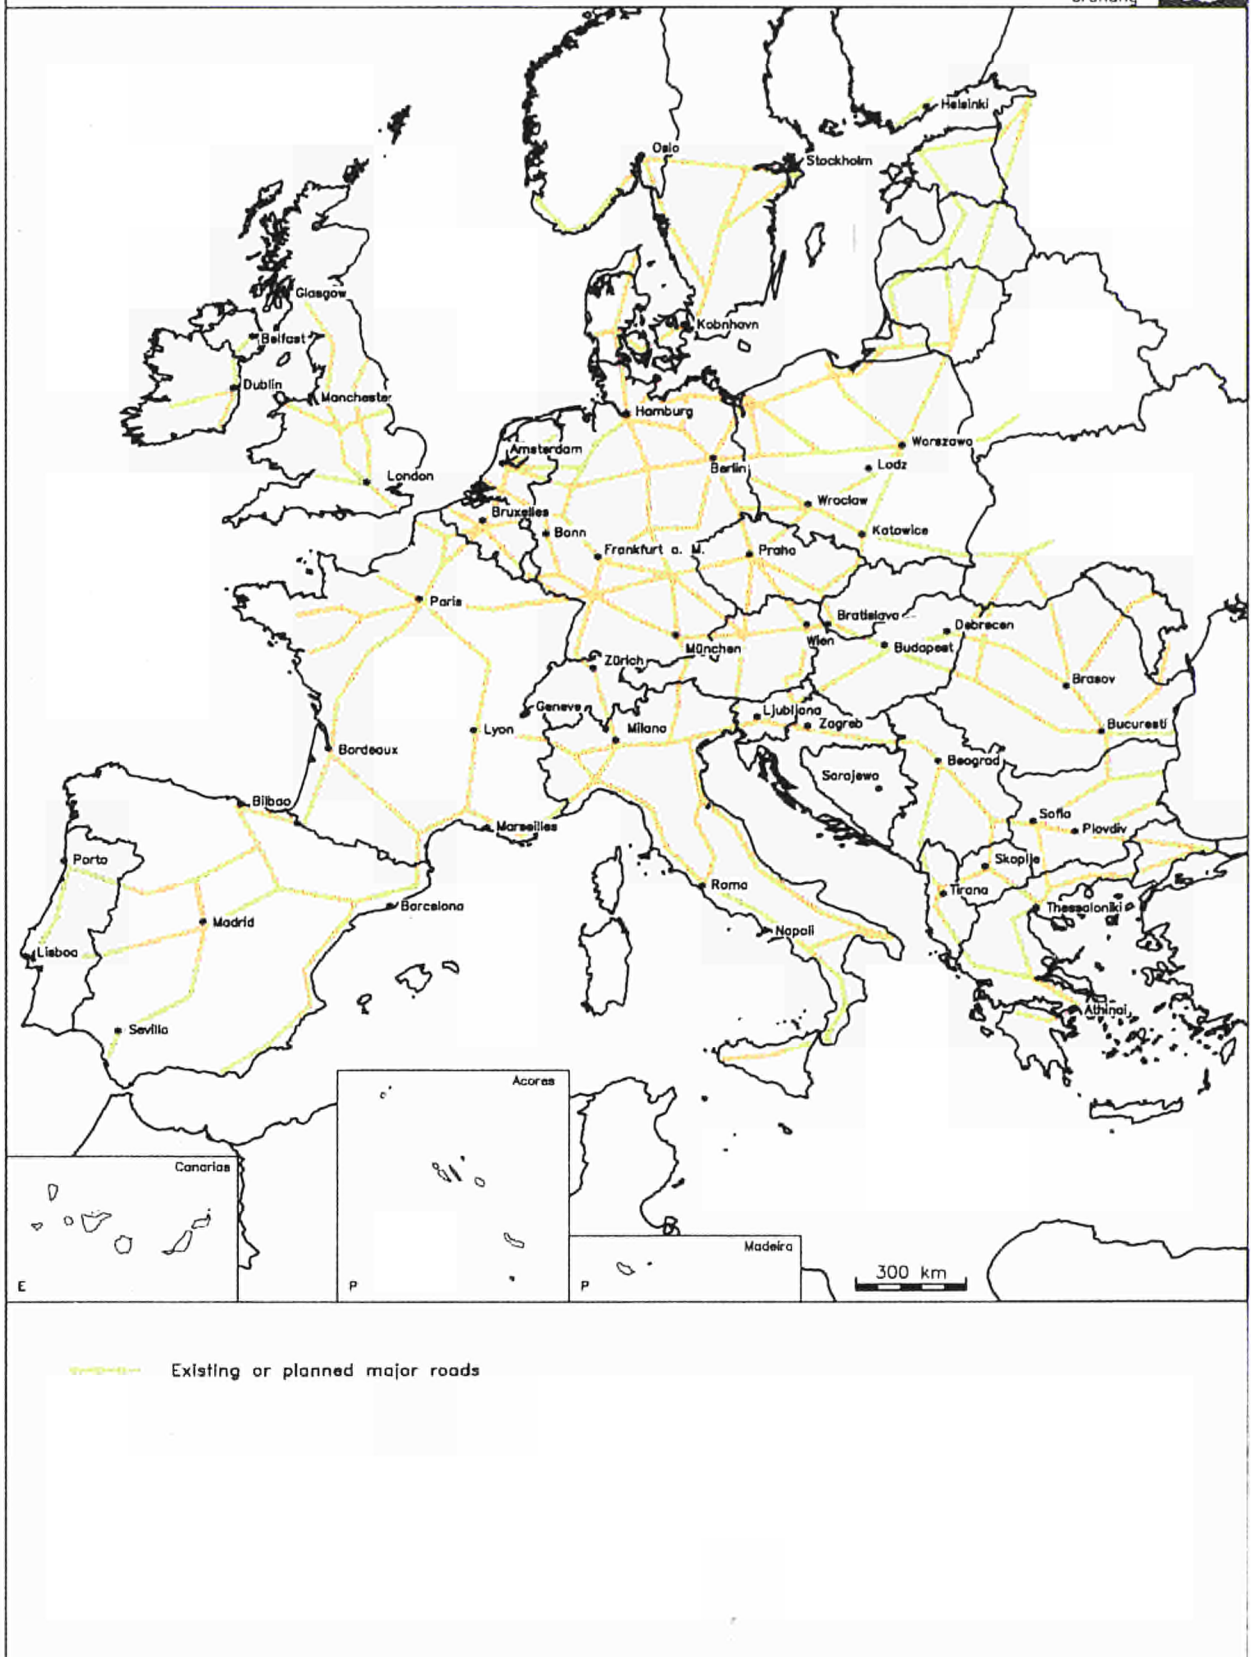 Helsinki
Oslo
Stockholm
Glasgow
Kobnhavn
Belfast
Dublin
Manchester
Hamburg
Warszawa
Amsterdam
Berlin
Lodz
London
Wroclaw
Bruxelles
Bonn
Katowice
Frankfurt a. M.
Praha
Paris
Bratislava
Debrecen
Wien
München
Budapest
Zürich
Brasov
Geneve
Ljubljana
Zagreb
Milano
Lyon
Bucuresti
Bordeaux
Beograd
Sarajewo
Bilbao
Sofia
Marseilles
Plovdiv
Porto
Skoplje
Roma
Tirana
Barcelona
Thessaloniki
Madrid
Napoli
Lisboa
Athinai
Sevilla
Acores
Canarias
Madeira
300 km
E
P
P
Existing or planned major roads